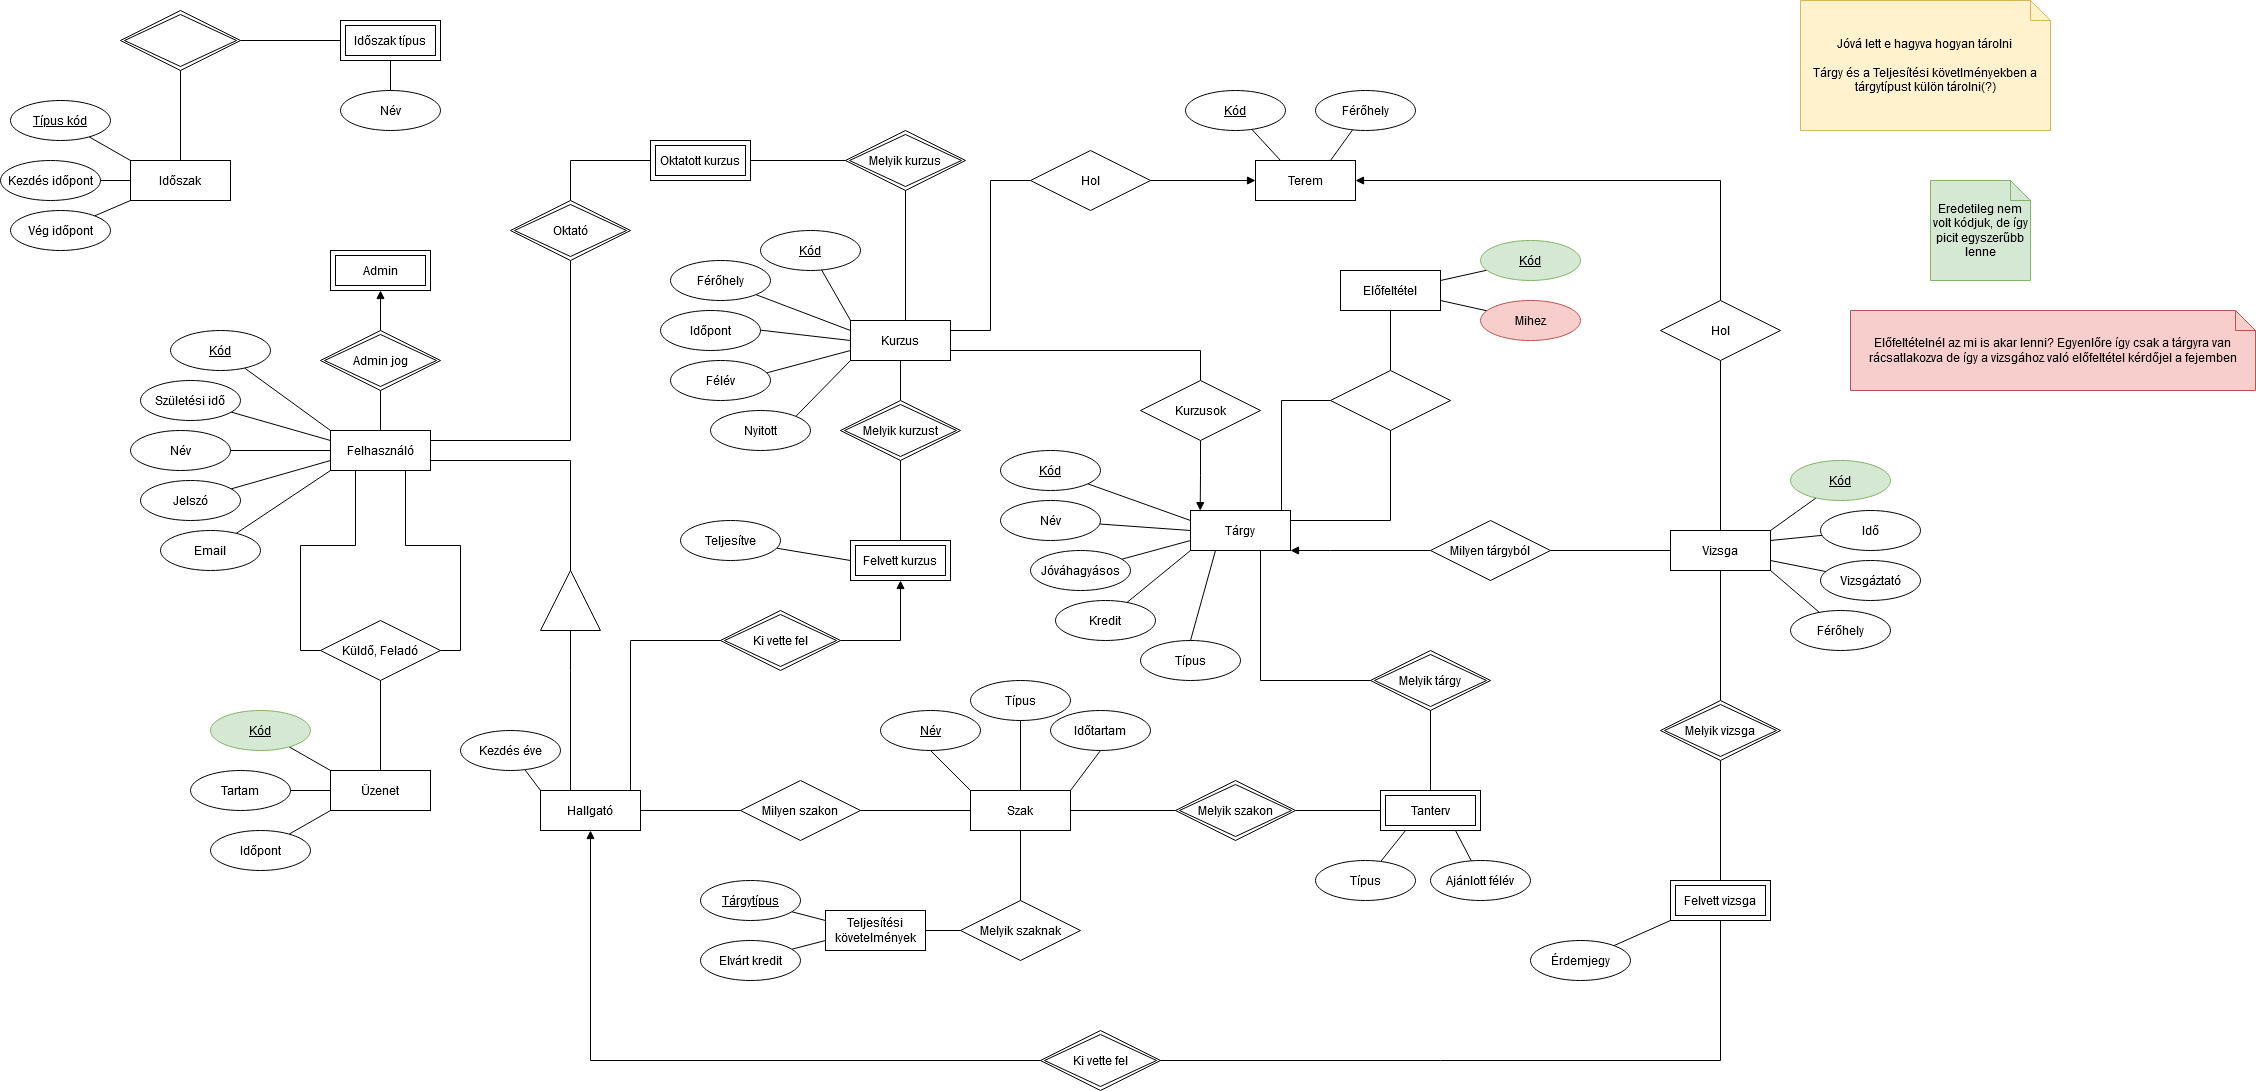 Időszak típus
Név
Típus kód
Kezdés időpont
Vég időpont
Időszak
Jóvá lett e hagyva hogyan tárolni
Tárgy és a Teljesítési követlményekben a
tárgytípust külön tárolni(?)
Oktatott kurzus
Melyik kurzus
Kód
Férőhely
Hol
Terem
Eredetileg nem
volt kódjuk, de így
picit egyszerűbb
lenne
Oktató
Admin
Admin jog
Kód
Férőhely
Időpont
Félév
Nyitott
Kurzus
Előfeltétel
Kód
Mihez
Hol
Előfeltételnél az mi is akar lenni? Egyenlőre így csak a tárgyra van
rácsatlakozva de így a vizsgához való előfeltétel kérdőjel a fejemben
Kód
Születési idő
Név
Jelszó
Email
Felhasználó
Melyik kurzust
Kurzusok
Kód
Név
Jóváhagyásos
Kredit
Típus
Tárgy
Milyen tárgyból
Vizsga
Kód
Idő
Vizsgáztató
Férőhely
Teljesítve
Felvett kurzus
Küldő, Feladó
Ki vette fel
Melyik tárgy
Melyik vizsga
Kód
Tartam
Időpont
Üzenet
Kezdés éve
Hallgató
Milyen szakon
Név
Típus
Időtartam
Szak
Melyik szakon
Tanterv
Típus
Ajánlott félév
Tárgytípus
Elvárt kredit
Teljesítési
követelmények
Melyik szaknak
Felvett vizsga
Érdemjegy
Ki vette fel